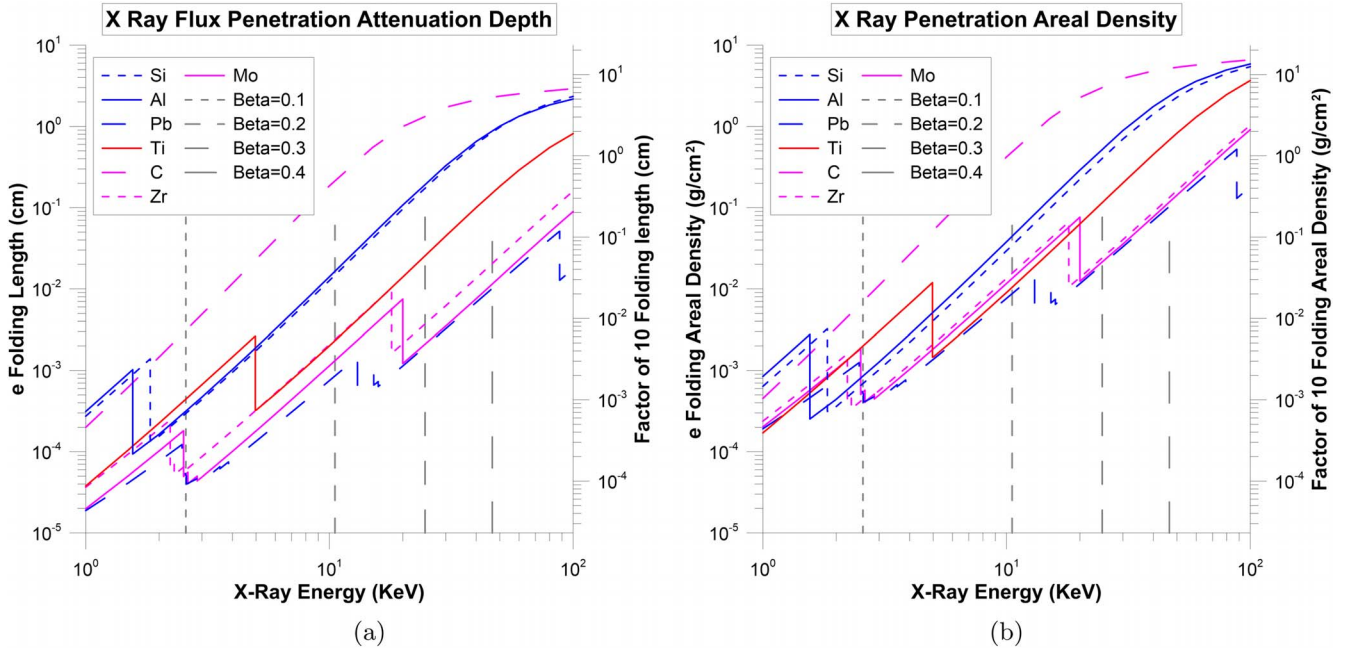 X Ray Flux Penetration Attenuation Depth
Si
Al
Pb
Ti
C
Zr
Mo
Beta=0.1
Beta=0.2
Beta=0.3
Beta=0.4
e Folding Length (cm)
10^1
10^0
10^-1
10^-2
10^-3
10^-4
10^-5
Factor of 10 Folding length (cm)
10^1
10^0
10^-1
10^-2
10^-3
10^-4
10^0
10^1
10^2
X-Ray Energy (KeV)
(a)
X Ray Penetration Areal Density
Si
Al
Pb
Ti
C
Zr
Mo
Beta=0.1
Beta=0.2
Beta=0.3
Beta=0.4
e Folding Areal Density (g/cm²)
10^1
10^0
10^-1
10^-2
10^-3
10^-4
10^-5
Factor of 10 Folding Areal Density (g/cm²)
10^1
10^0
10^-1
10^-2
10^-3
10^-4
10^0
10^1
10^2
X-Ray Energy (KeV)
(b)